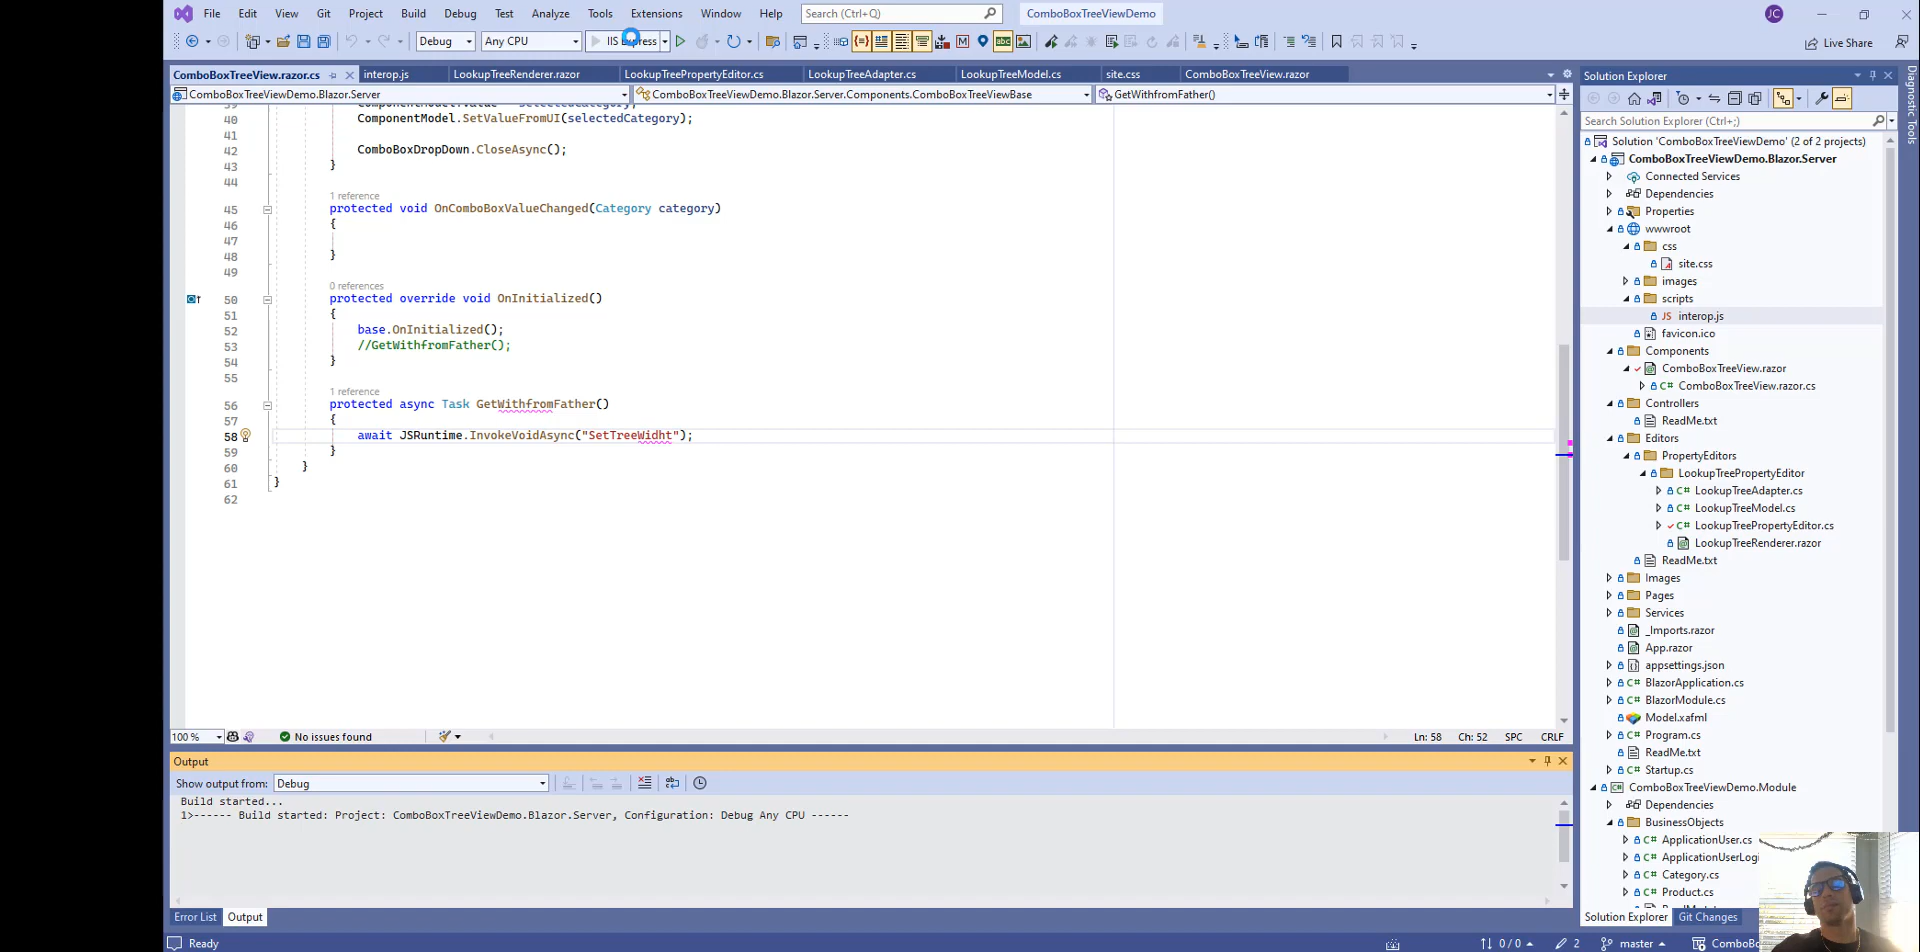 File Edit View Git Project Build Debug Test Analyze Tools Extensions Window Help Search (Ctrl+Q) ComboBoxTreeViewDemo JC
Debug Any CPU IIS Express Live Share
ComboBoxTreeView.razor.cs interop.js LookupTreeRenderer.razor LookupTreePropertyEditor.cs LookupTreeAdapter.cs LookupTreeModel.cs site.css ComboBoxTreeView.razor
ComboBoxTreeViewDemo.Blazor.Server ComboBoxTreeViewDemo.Blazor.Server.Components.ComboBoxTreeViewBase GetWithfromFather()
39
40 ComponentModel.SetValueFromUI(selectedCategory);
41
42 ComboBoxDropDown.CloseAsync();
43 }
44
1 reference
45 protected void OnComboBoxValueChanged(Category category)
46 {
47
48 }
49
0 references
50 protected override void OnInitialized()
51 {
52 base.OnInitialized();
53 //GetWithfromFather();
54 }
55
1 reference
56 protected async Task GetWithfromFather()
57 {
58 await JSRuntime.InvokeVoidAsync("SetTreeWidht");
59 }
60 }
61 }
62
100 % No issues found Ln: 58 Ch: 52 SPC CRLF
Output
Show output from: Debug
Build started...
1>------ Build started: Project: ComboBoxTreeViewDemo.Blazor.Server, Configuration: Debug Any CPU ------
Error List Output
Ready 0 / 0 2 master ComboBo
Solution Explorer
Search Solution Explorer (Ctrl+;)
Solution 'ComboBoxTreeViewDemo' (2 of 2 projects)
ComboBoxTreeViewDemo.Blazor.Server
Connected Services
Dependencies
Properties
wwwroot
css
site.css
images
scripts
JS interop.js
favicon.ico
Components
ComboBoxTreeView.razor
C# ComboBoxTreeView.razor.cs
Controllers
ReadMe.txt
Editors
PropertyEditors
LookupTreePropertyEditor
C# LookupTreeAdapter.cs
C# LookupTreeModel.cs
C# LookupTreePropertyEditor.cs
LookupTreeRenderer.razor
ReadMe.txt
Images
Pages
Services
_Imports.razor
App.razor
appsettings.json
C# BlazorApplication.cs
C# BlazorModule.cs
Model.xafml
C# Program.cs
ReadMe.txt
C# Startup.cs
C# ComboBoxTreeViewDemo.Module
Dependencies
BusinessObjects
C# ApplicationUser.cs
C# ApplicationUserLogi
C# Category.cs
C# Product.cs
Solution Explorer Git Changes
Diagnostic Tools